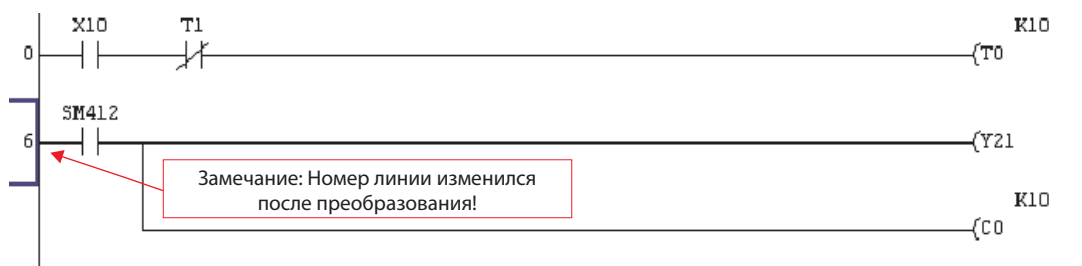 X10 T1 K10
0 (T0
SM412
6 (Y21
Замечание: Номер линии изменился
после преобразования!
K10
(C0